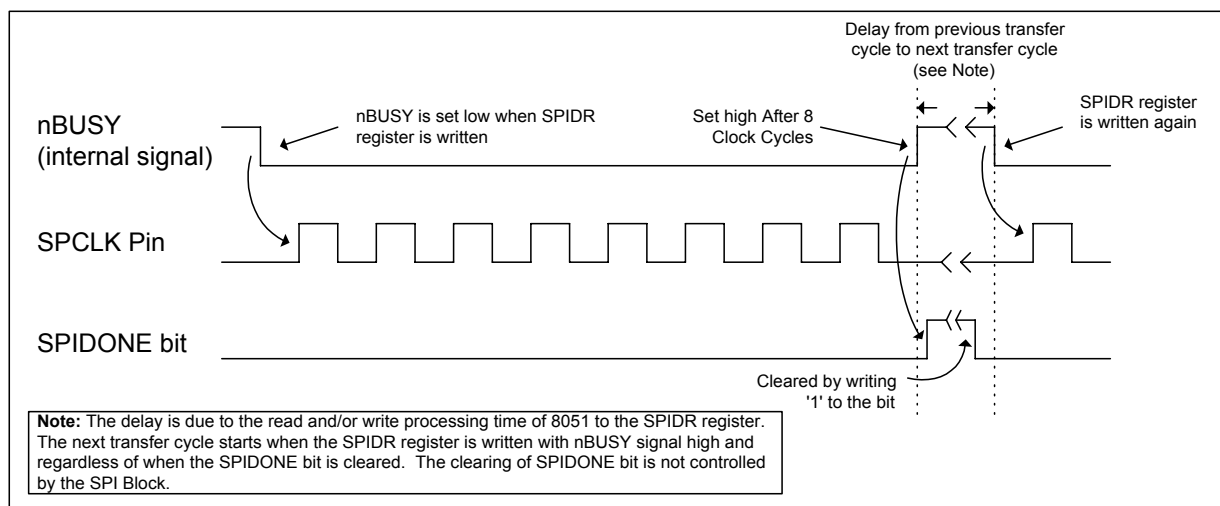 Delay from previous transfer
cycle to next transfer cycle
(see Note)
nBUSY
(internal signal)
nBUSY is set low when SPIDR
register is written
Set high After 8
Clock Cycles
SPIDR register
is written again
SPCLK Pin
SPIDONE bit
Cleared by writing
'1' to the bit
Note: The delay is due to the read and/or write processing time of 8051 to the SPIDR register.
The next transfer cycle starts when the SPIDR register is written with nBUSY signal high and
regardless of when the SPIDONE bit is cleared. The clearing of SPIDONE bit is not controlled
by the SPI Block.